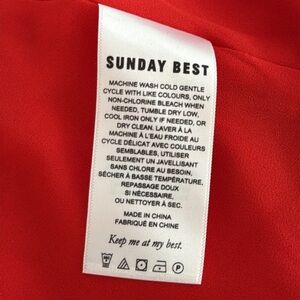 SUNDAY BEST
MACHINE WASH COLD GENTLE
CYCLE WITH LIKE COLOURS, ONLY
NON-CHLORINE BLEACH WHEN
NEEDED, TUMBLE DRY LOW,
COOL IRON ONLY IF NEEDED, OR
DRY CLEAN. LAVER À LA
MACHINE À L'EAU FROIDE AU
CYCLE DÉLICAT AVEC COULEURS
SEMBLABLES, UTILISER
SEULEMENT UN JAVELLISANT
SANS CHLORE AU BESOIN,
SÉCHER À BASSE TEMPÉRATURE,
REPASSAGE DOUX
SI NÉCESSAIRE,
OU NETTOYER À SEC.
MADE IN CHINA
FABRIQUÉ EN CHINE
Keep me at my best.
P